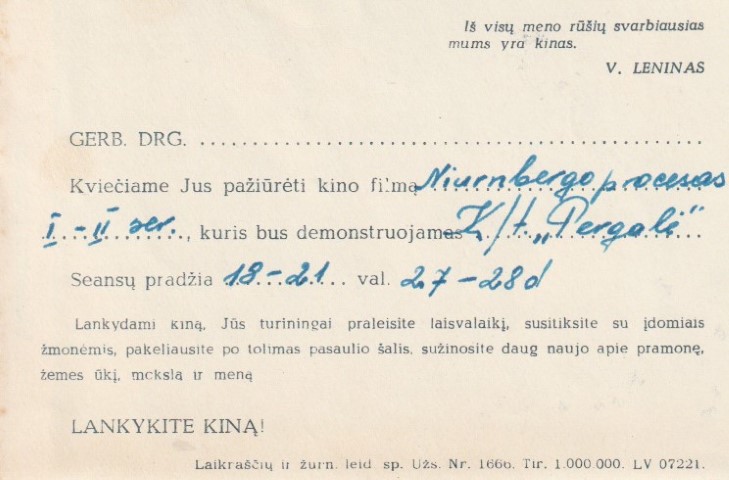 Iš visų meno rūšių svarbiausias
mums yra kinas.
V. LENINAS
GERB. DRG. ..............................................
Kviečiame Jus pažiūrėti kino filmą Niurnbergo procesas
I-II ser. , kuris bus demonstruojamas K/t „Pergalė“
Seansų pradžia 18-21 val. 27-28d
Lankydami kiną, Jūs turiningai praleisite laisvalaikį, susitiksite su įdomiais
žmonėmis, pakeliausite po tolimas pasaulio šalis, sužinosite daug naujo apie pramonę,
žemės ūkį, mokslą ir meną
LANKYKITE KINĄ!
Laikraščių ir žurn. leid. sp. Užs. Nr. 1666. Tir. 1.000.000. LV 07221.